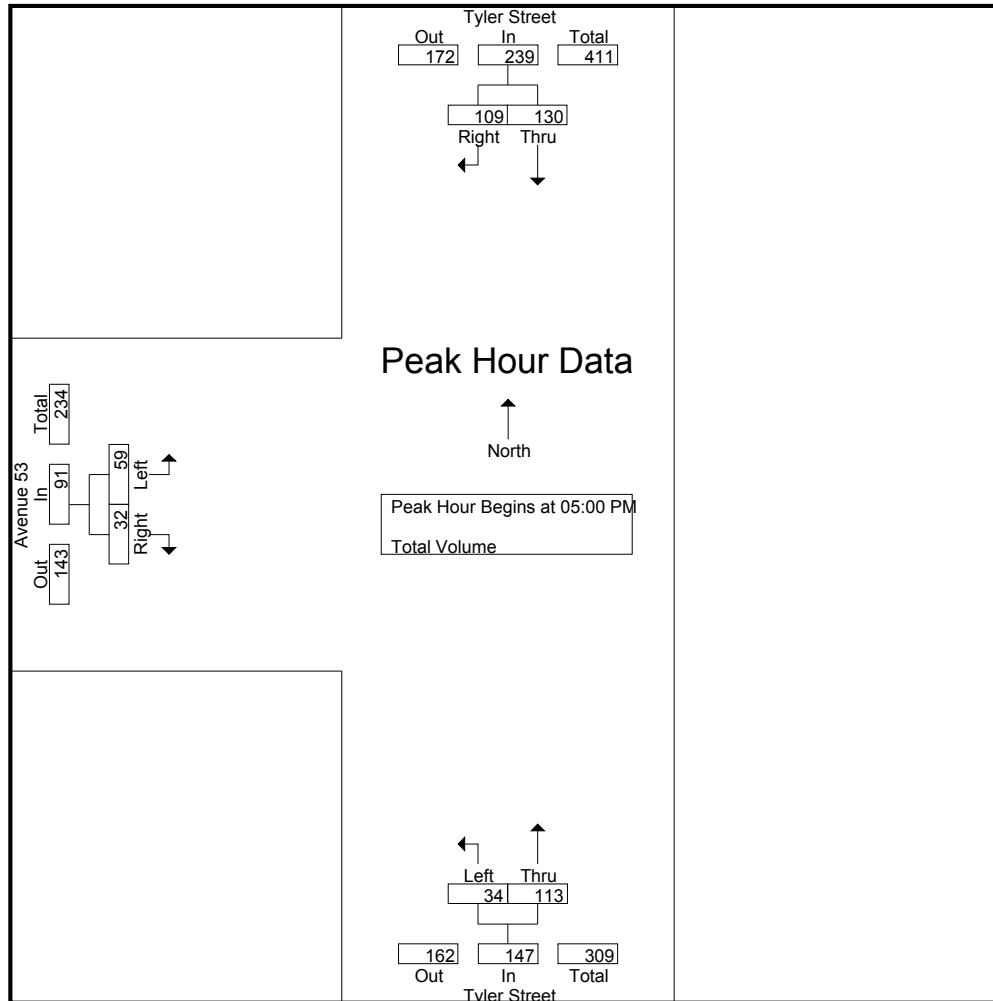 Tyler Street
Out In Total
172 239 411
109 130
Right Thru
Peak Hour Data
North
Peak Hour Begins at 05:00 PM
Total Volume
Avenue 53
Out In Total
143 91 234
32 59
Right Left
Left Thru
34 113
162 147 309
Out In Total
Tyler Street